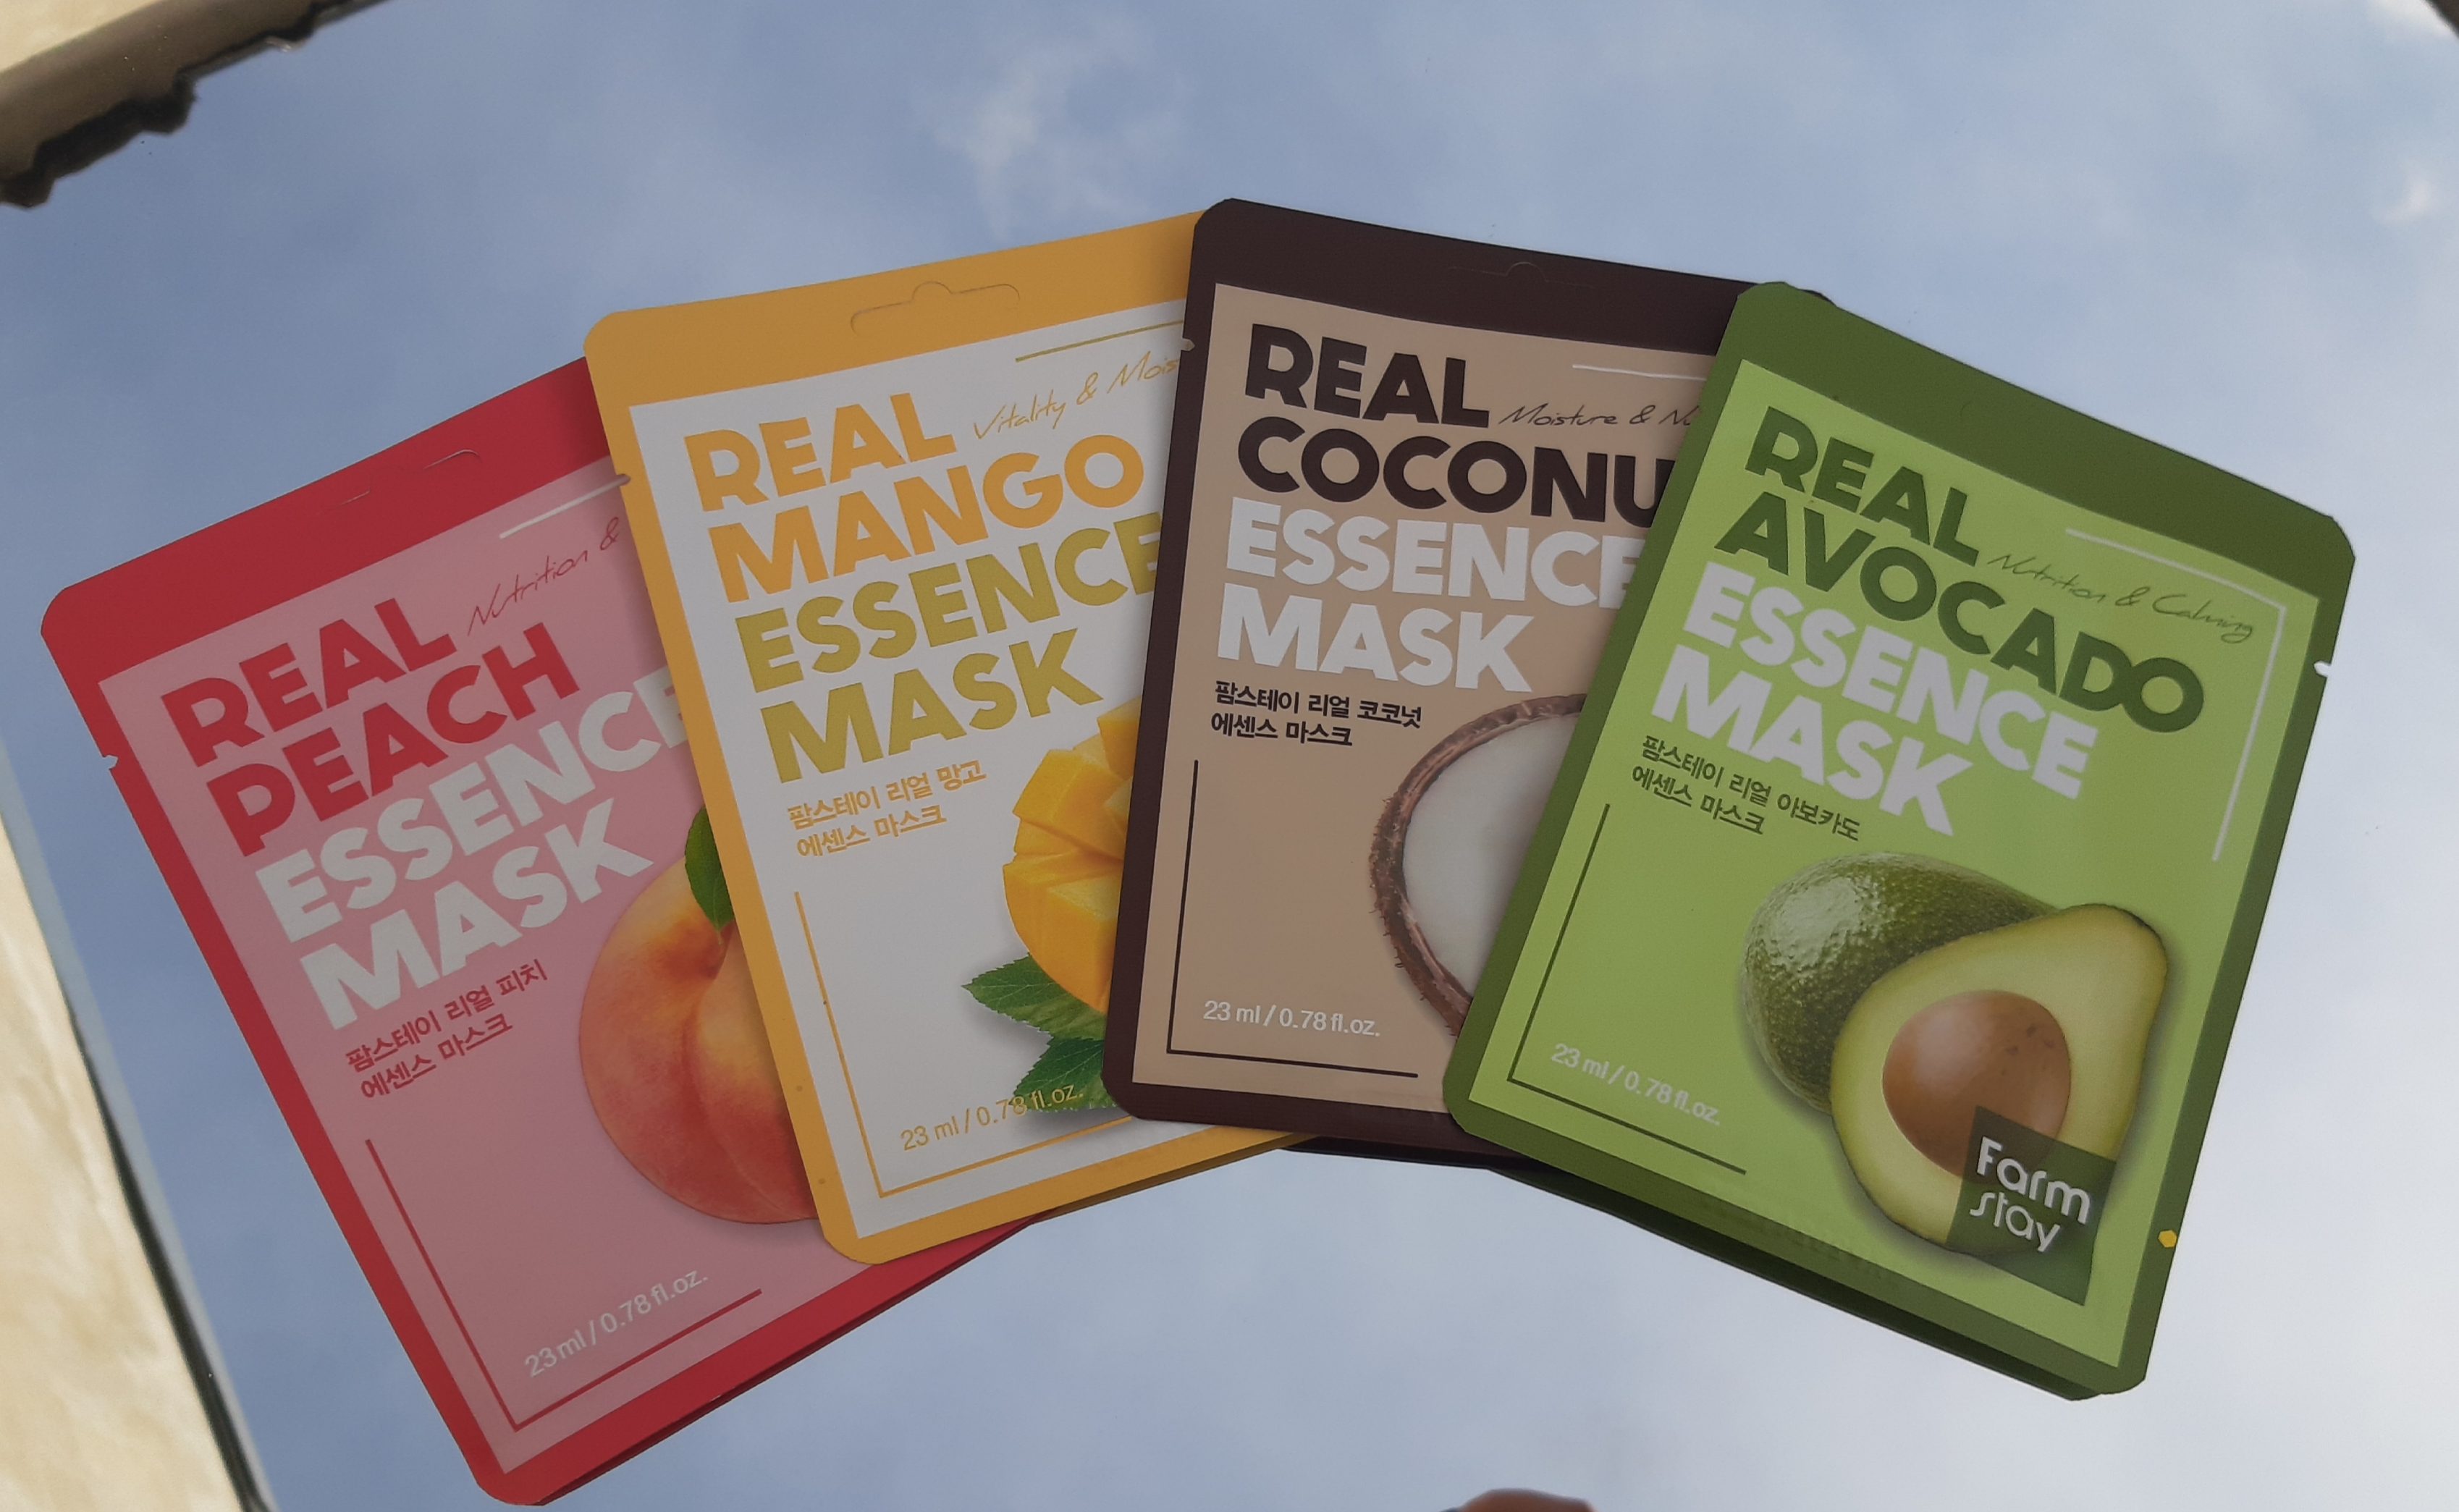 REAL
Nutrition &
PEACH
ESSENCE
MASK
팜스테이 리얼 피치
에센스 마스크
23 ml / 0.78 fl.oz.
REAL
Vitality & Mois
MANGO
ESSENCE
MASK
팜스테이 리얼 망고
에센스 마스크
23 ml / 0.78 fl.oz.
REAL
Moisture & Nu
COCONU
ESSENCE
MASK
팜스테이 리얼 코코넛
에센스 마스크
23 ml / 0.78 fl.oz.
REAL
Nutrition & Calming
AVOCADO
ESSENCE
MASK
팜스테이 리얼 아보카도
에센스 마스크
23 ml / 0.78 fl.oz.
Farm
stay